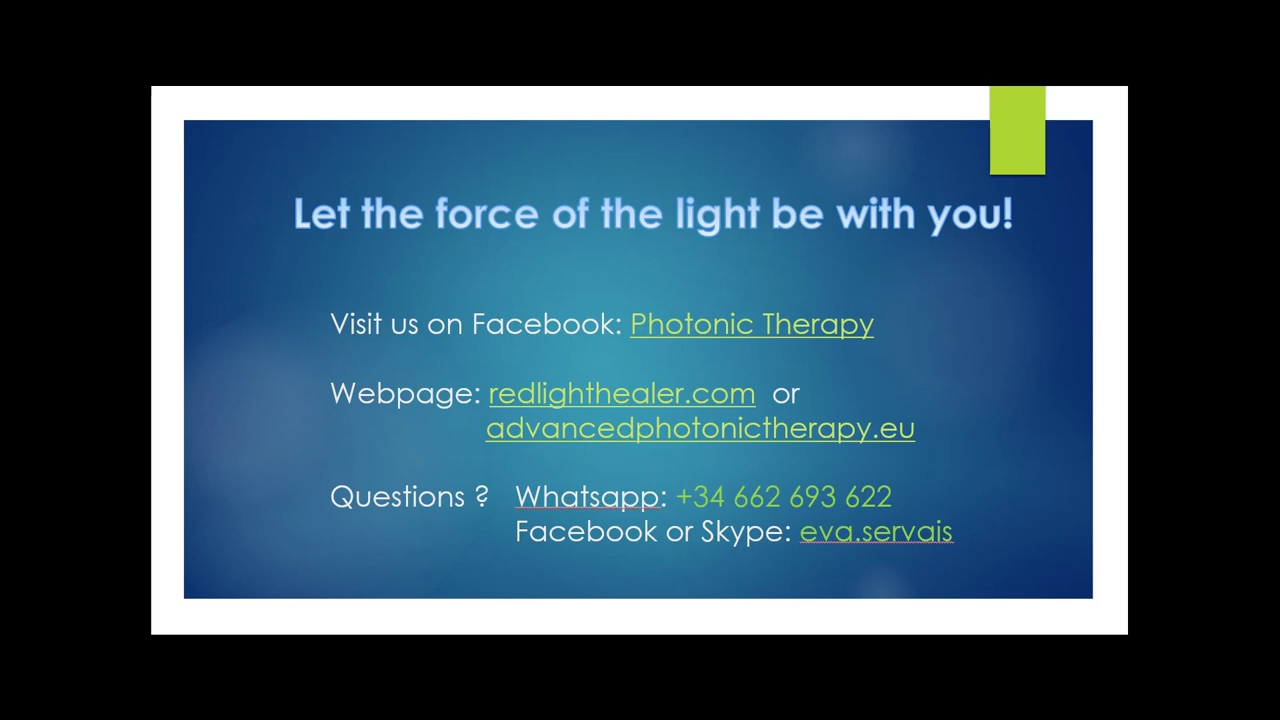 Let the force of the light be with you!
Visit us on Facebook: Photonic Therapy
Webpage: redlighthealer.com or
advancedphotonictherapy.eu
Questions ? Whatsapp: +34 662 693 622
Facebook or Skype: eva.servais